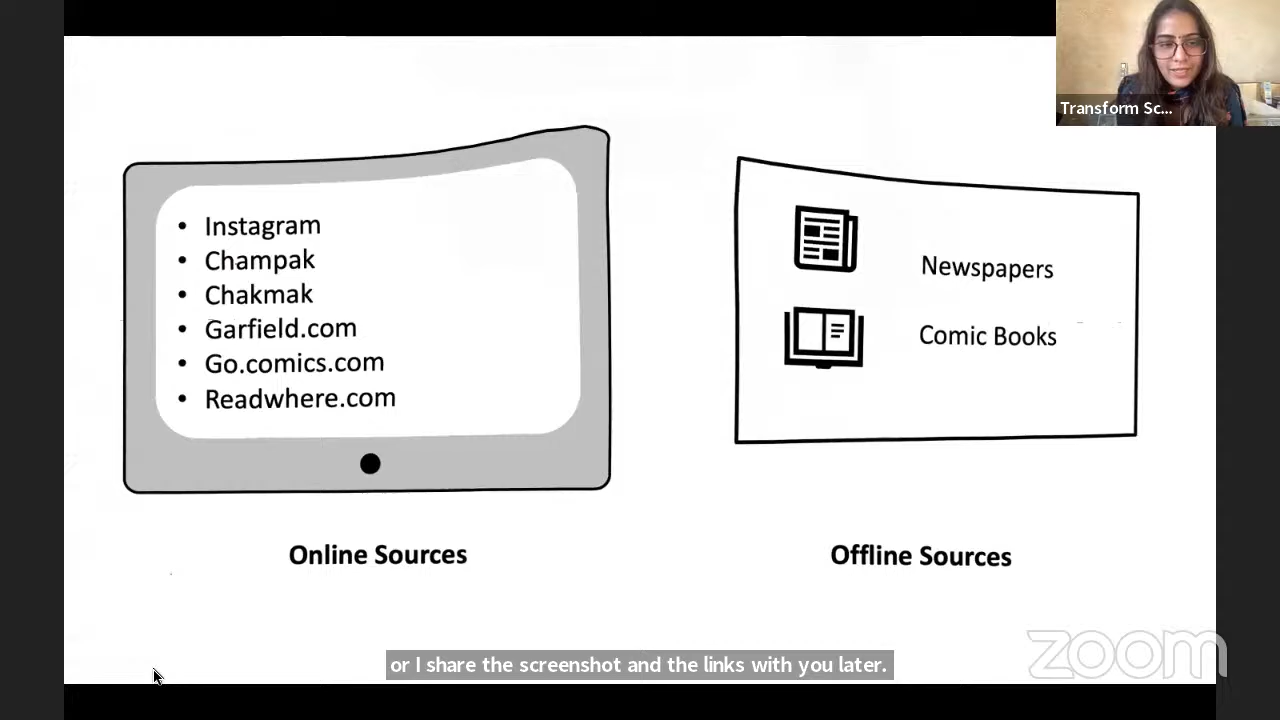 Transform Sc...
• Instagram
• Champak
• Chakmak
• Garfield.com
• Go.comics.com
• Readwhere.com
Newspapers
Comic Books
Online Sources
Offline Sources
zoom
or I share the screenshot and the links with you later.